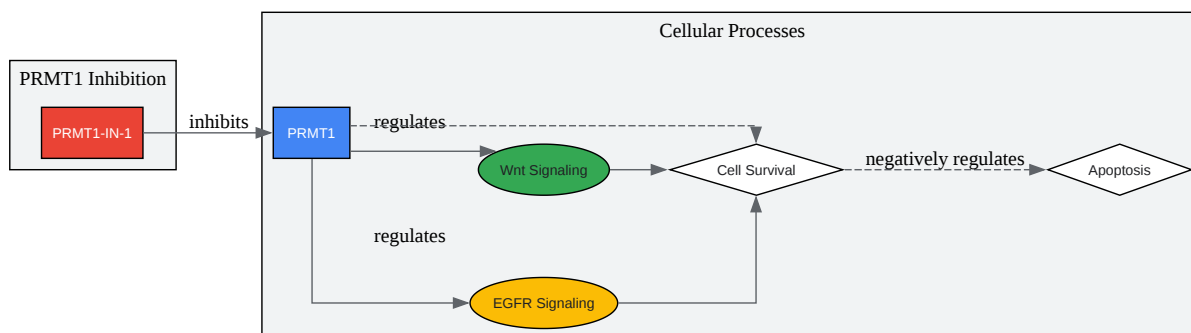 Cellular Processes
PRMT1 Inhibition
PRMT1-IN-1
inhibits
PRMT1
regulates
Wnt Signaling
Cell Survival
negatively regulates
Apoptosis
regulates
EGFR Signaling